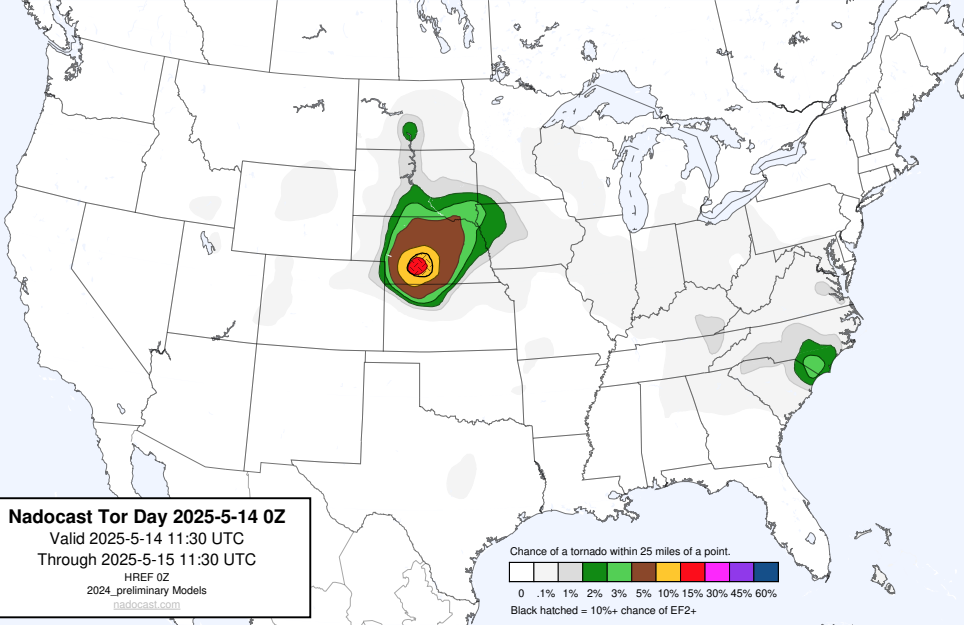 Nadocast Tor Day 2025-5-14 0Z
Valid 2025-5-14 11:30 UTC
Through 2025-5-15 11:30 UTC
HREF 0Z
2024_preliminary Models
nadocast.com
Chance of a tornado within 25 miles of a point.
0 .1% 1% 2% 3% 5% 10% 15% 30% 45% 60%
Black hatched = 10%+ chance of EF2+